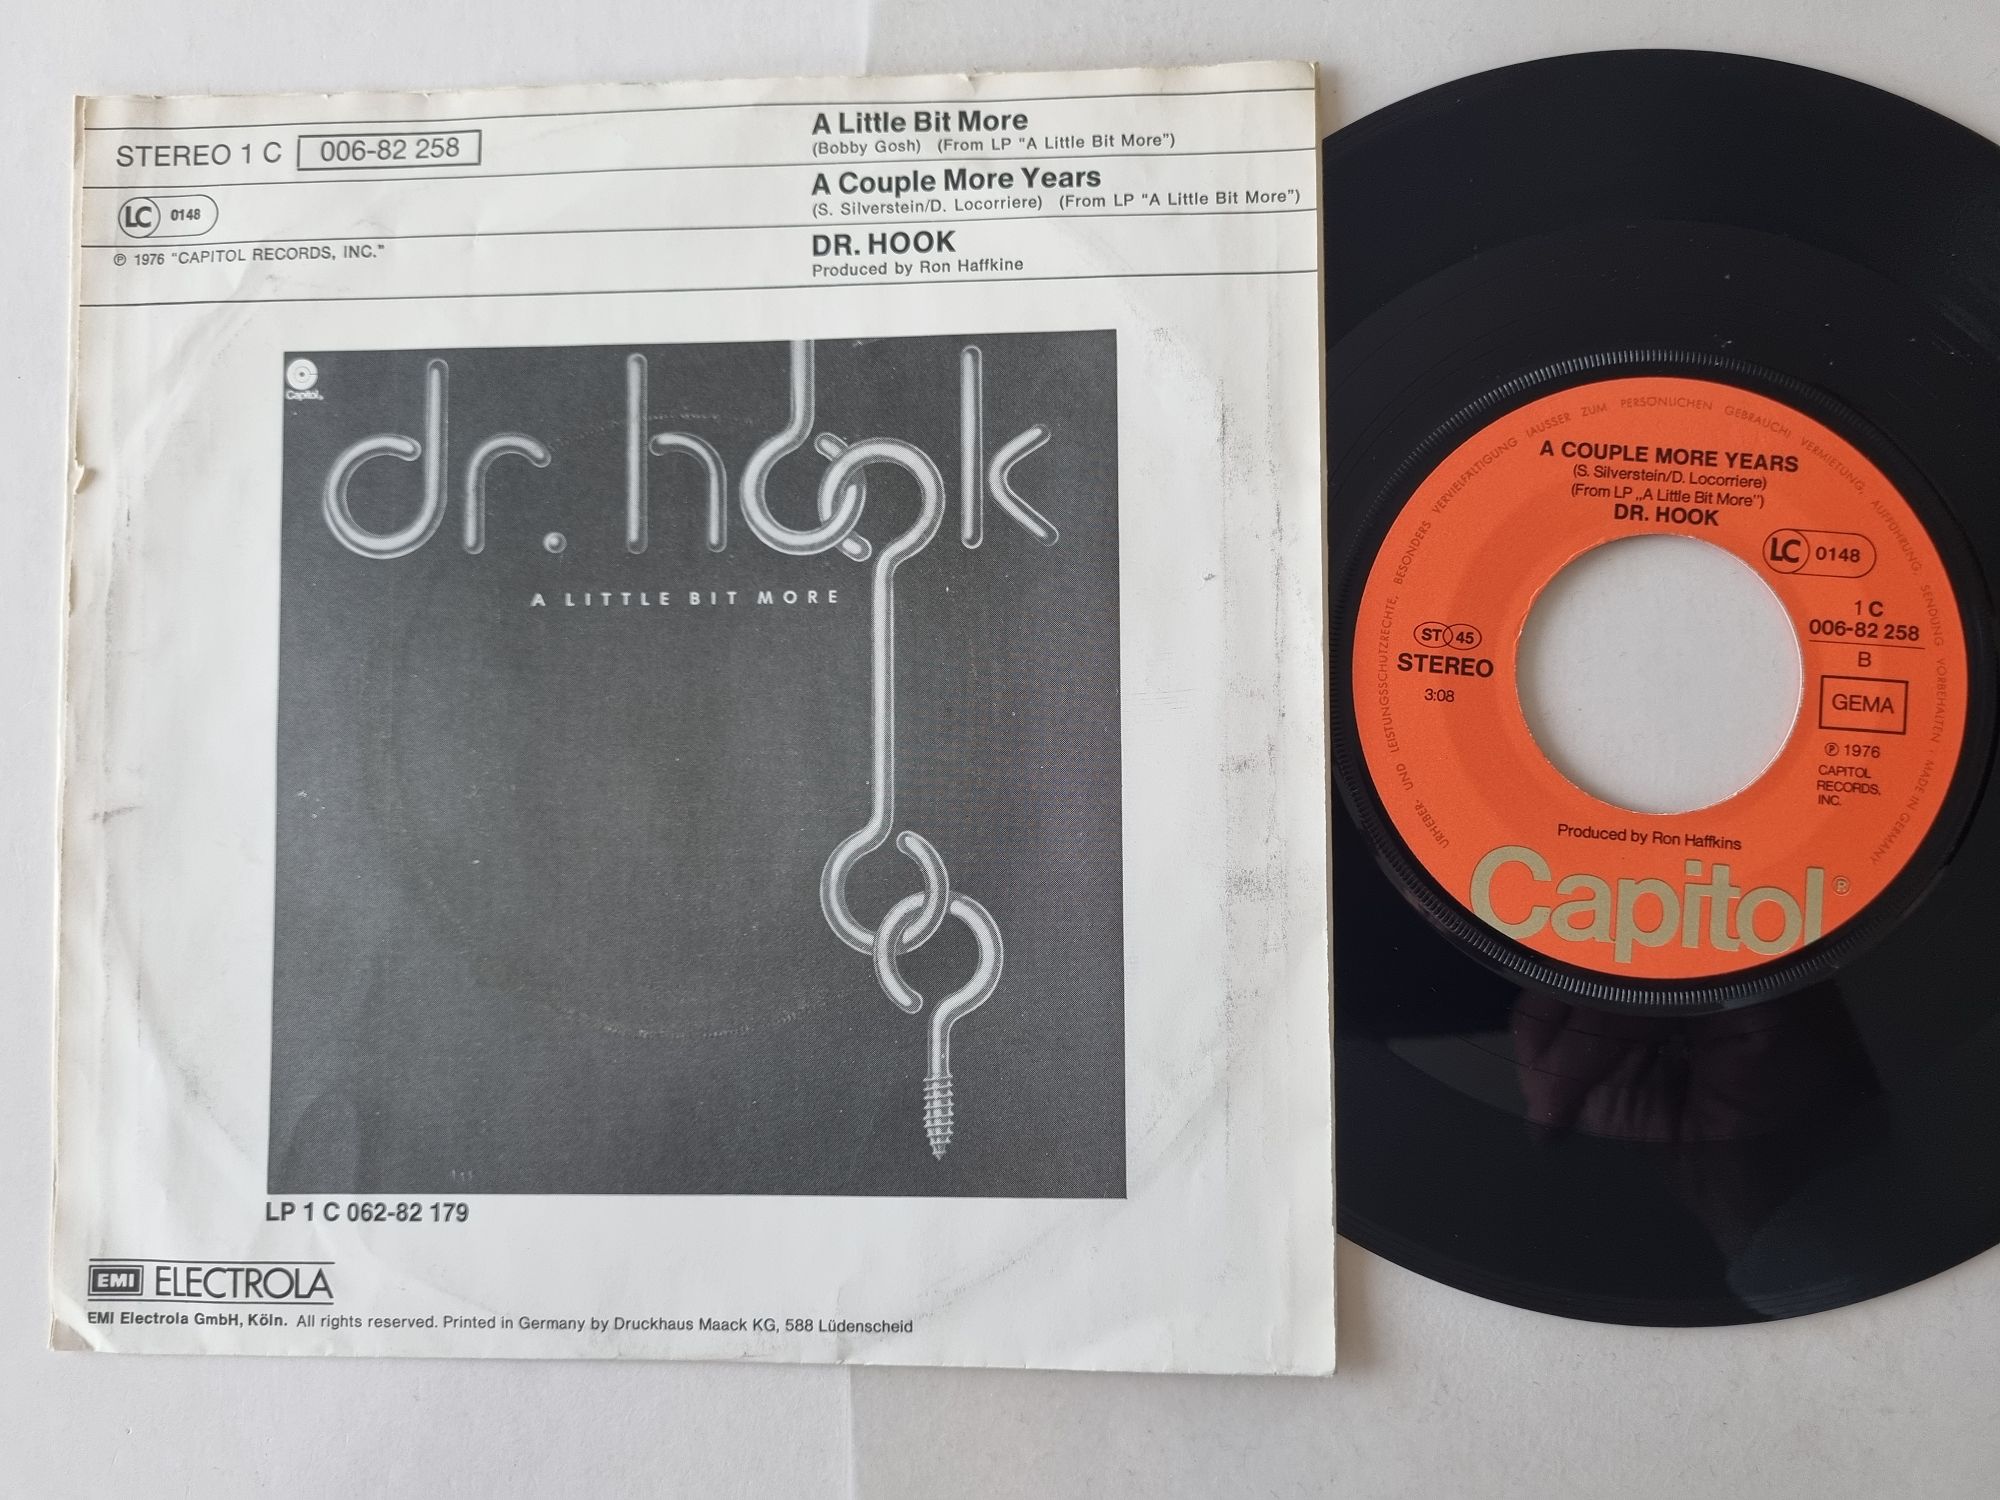 STEREO 1 C 006-82 258
LC 0148
℗ 1976 "CAPITOL RECORDS, INC."
A Little Bit More
(Bobby Gosh) (From LP "A Little Bit More")
A Couple More Years
(S. Silverstein/D. Locorriere) (From LP "A Little Bit More")
DR. HOOK
Produced by Ron Haffkine
Capitol®
dr. hook
A LITTLE BIT MORE
LP 1 C 062-82 179
EMI ELECTROLA
EMI Electrola GmbH, Köln. All rights reserved. Printed in Germany by Druckhaus Maack KG, 588 Lüdenscheid
URHEBER- UND LEISTUNGSSCHUTZRECHTE, BESONDERS VERVIELFÄLTIGUNG (AUSSER ZUM PERSÖNLICHEN GEBRAUCH) VERMIETUNG, AUFFÜHRUNG, SENDUNG VORBEHALTEN · MADE IN GERMANY
A COUPLE MORE YEARS
(S. Silverstein/D. Locorriere)
(From LP „A Little Bit More")
DR. HOOK
LC 0148
ST 45
STEREO
3:08
1 C
006-82 258
B
GEMA
℗ 1976
CAPITOL
RECORDS,
INC.
Produced by Ron Haffkins
Capitol®